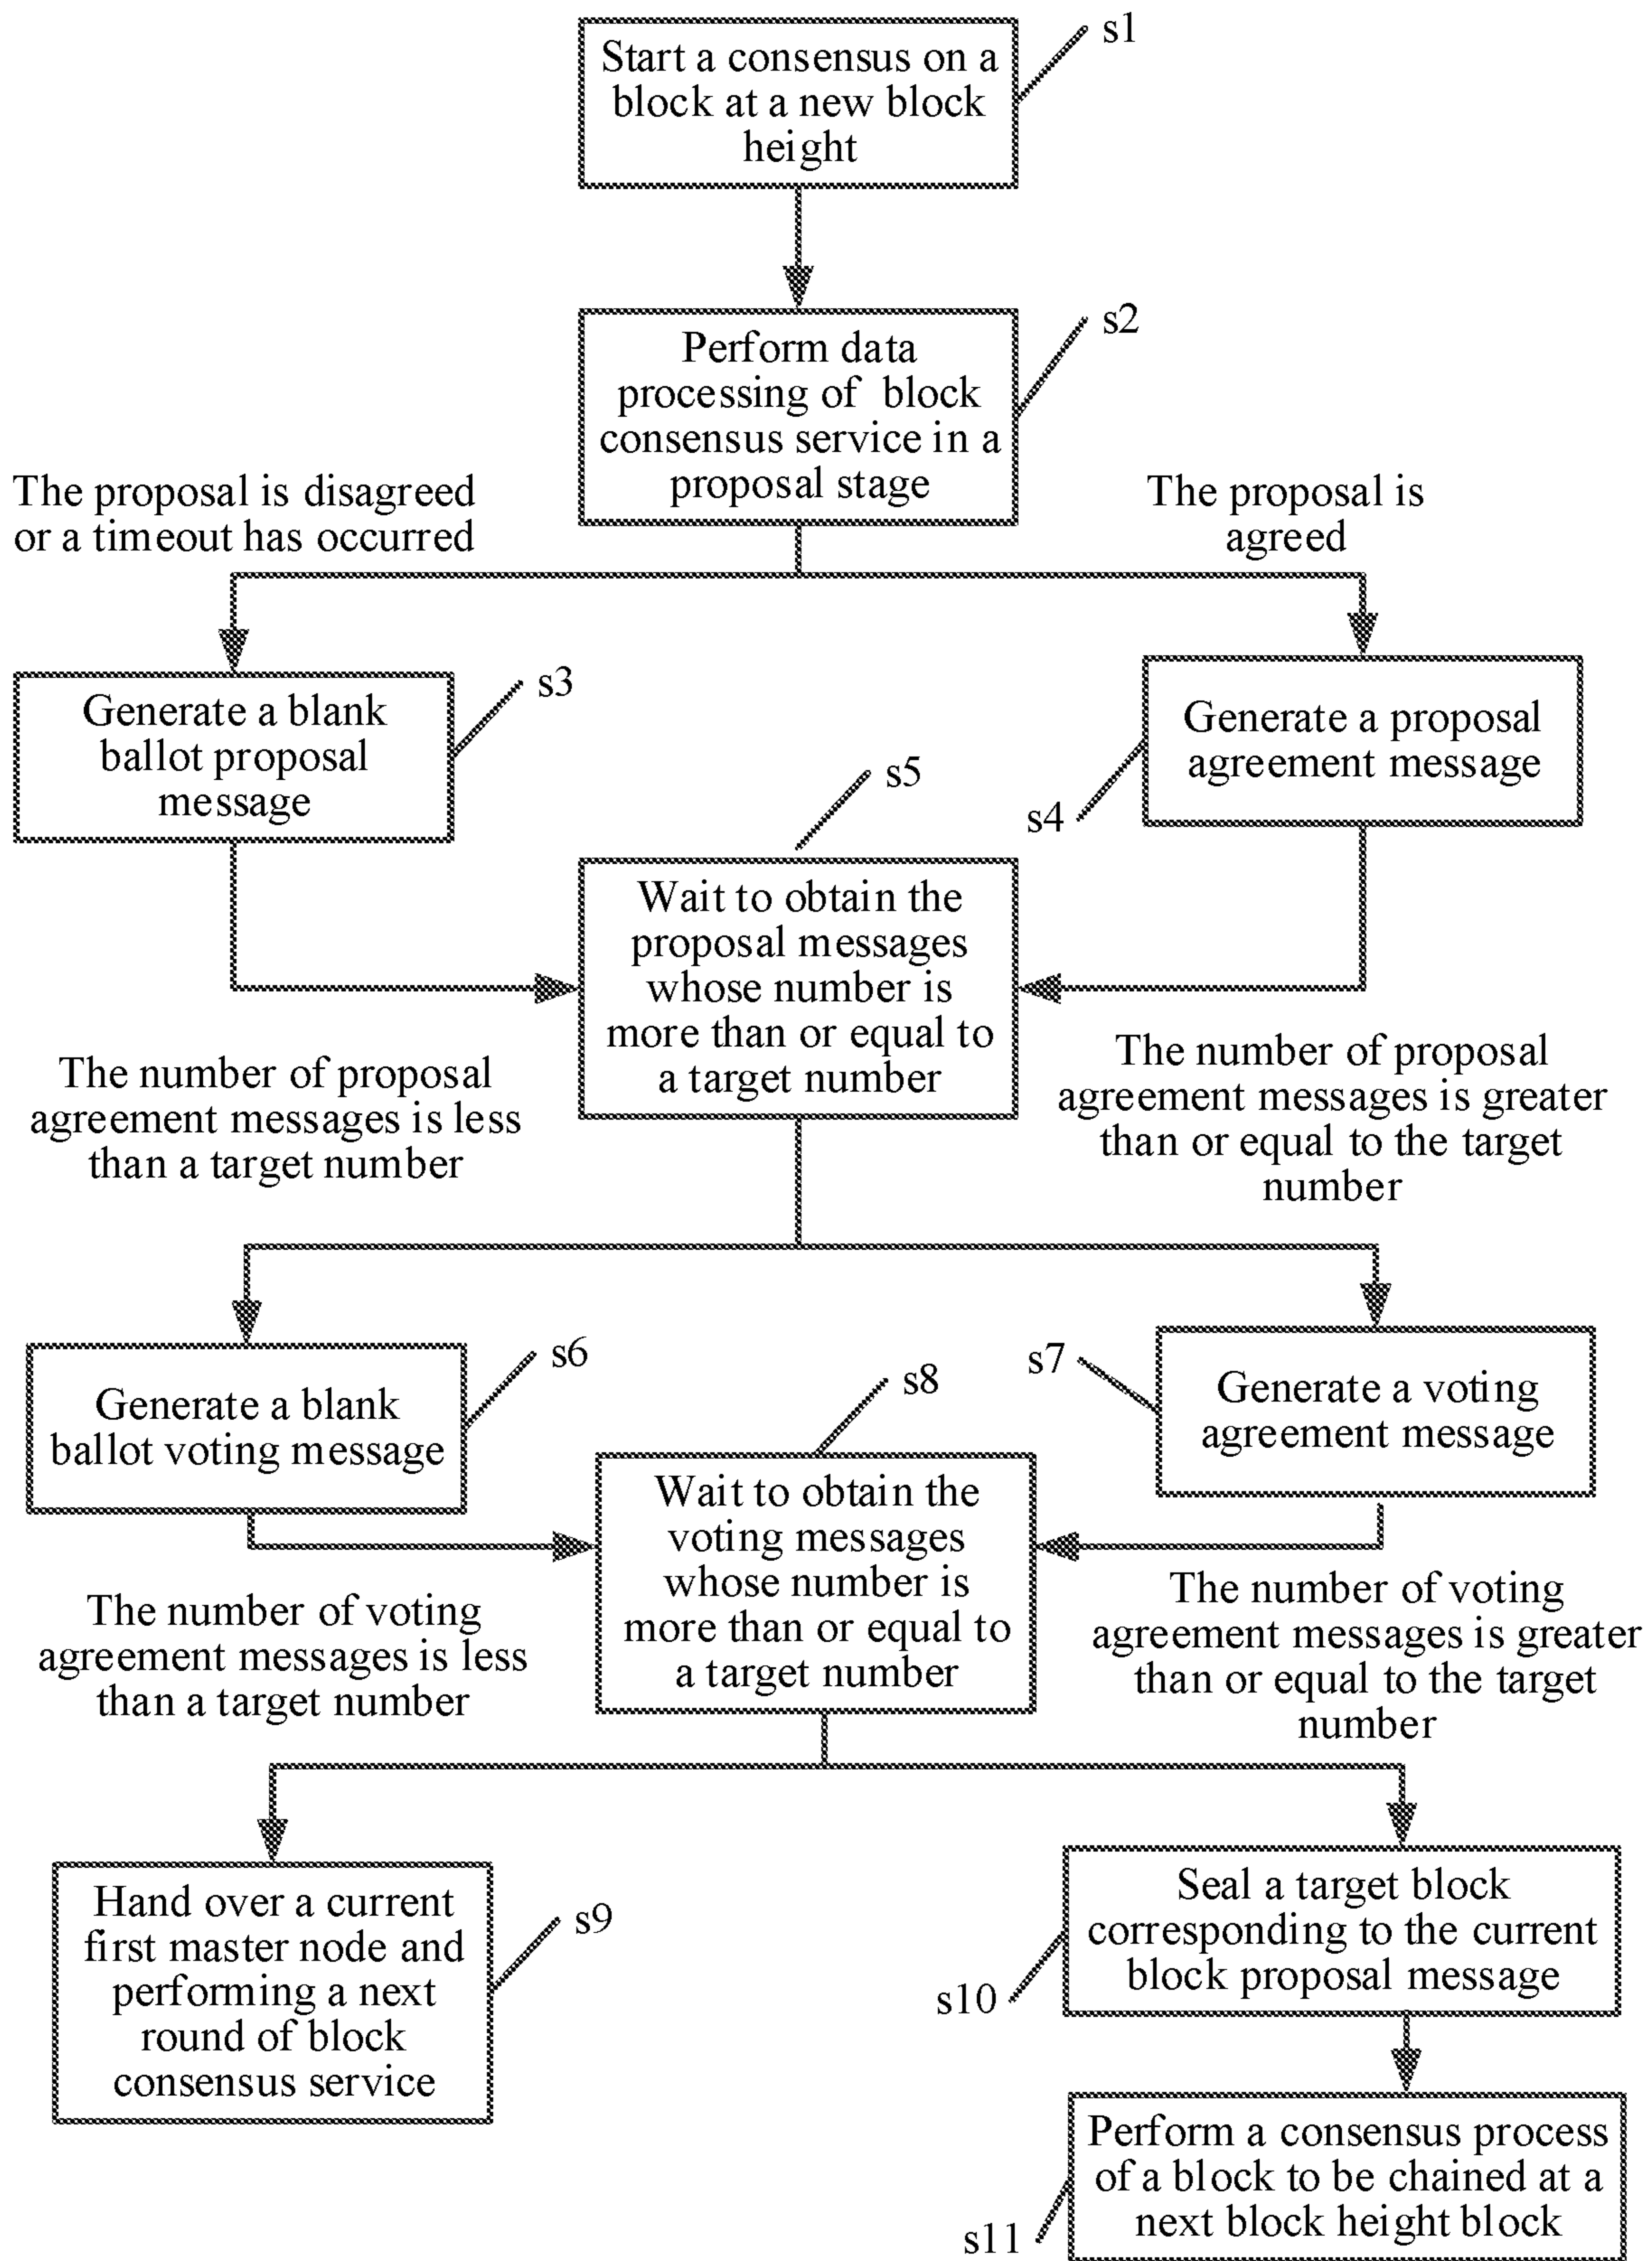 Start a consensus on a
block at a new block
height
s1
Perform data
processing of block
consensus service in a
proposal stage
s2
The proposal is disagreed
or a timeout has occurred
The proposal is
agreed
Generate a blank
ballot proposal
message
s3
Generate a proposal
agreement message
s4
s5
Wait to obtain the
proposal messages
whose number is
more than or equal to
a target number
The number of proposal
agreement messages is less
than a target number
The number of proposal
agreement messages is greater
than or equal to the target
number
Generate a blank
ballot voting message
s6
s7
Generate a voting
agreement message
s8
Wait to obtain the
voting messages
whose number is
more than or equal to
a target number
The number of voting
agreement messages is less
than a target number
The number of voting
agreement messages is greater
than or equal to the target
number
Hand over a current
first master node and
performing a next
round of block
consensus service
s9
Seal a target block
corresponding to the current
block proposal message
s10
Perform a consensus process
of a block to be chained at a
next block height block
s11